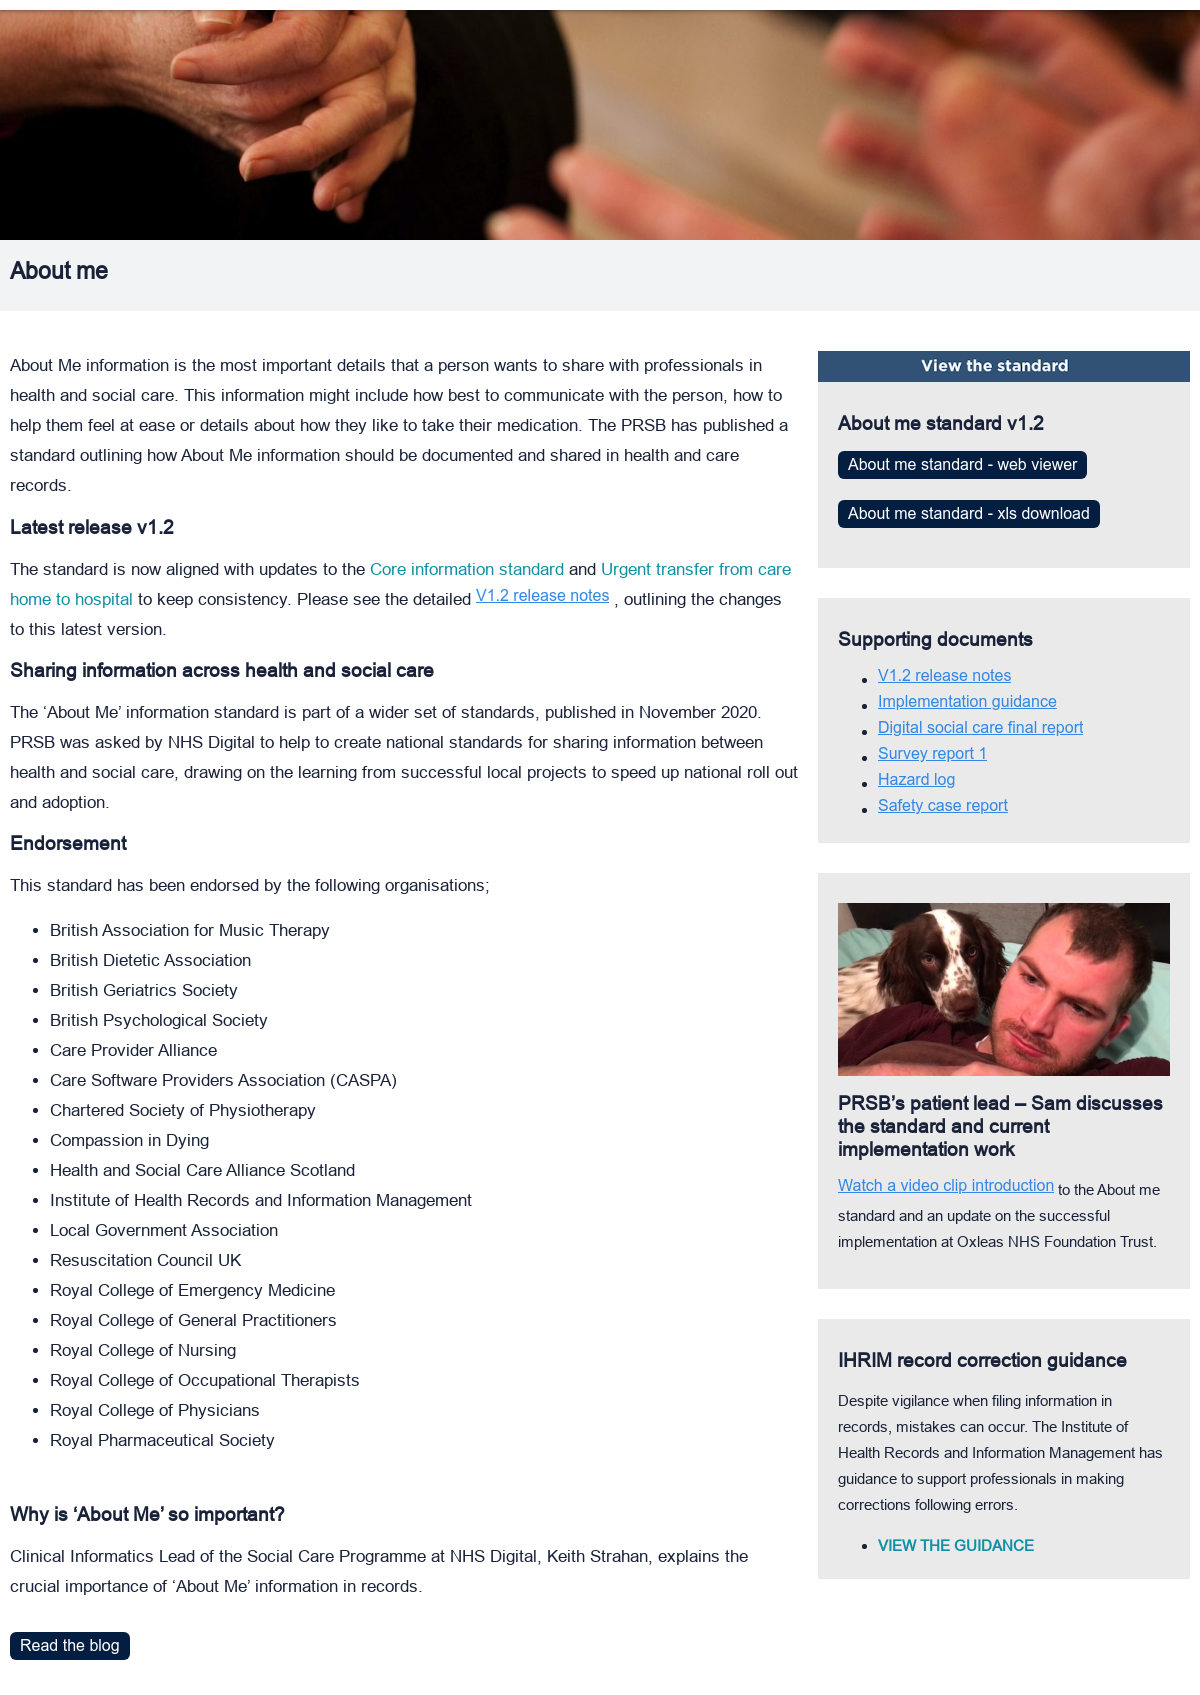 About me
About Me information is the most important details that a person wants to share with professionals in
health and social care. This information might include how best to communicate with the person, how to
help them feel at ease or details about how they like to take their medication. The PRSB has published a
standard outlining how About Me information should be documented and shared in health and care
records.
Latest release v1.2
The standard is now aligned with updates to the Core information standard and Urgent transfer from care
home to hospital to keep consistency. Please see the detailed V1.2 release notes , outlining the changes
to this latest version.
Sharing information across health and social care
The ‘About Me’ information standard is part of a wider set of standards, published in November 2020.
PRSB was asked by NHS Digital to help to create national standards for sharing information between
health and social care, drawing on the learning from successful local projects to speed up national roll out
and adoption.
Endorsement
This standard has been endorsed by the following organisations;
• British Association for Music Therapy
• British Dietetic Association
• British Geriatrics Society
• British Psychological Society
• Care Provider Alliance
• Care Software Providers Association (CASPA)
• Chartered Society of Physiotherapy
• Compassion in Dying
• Health and Social Care Alliance Scotland
• Institute of Health Records and Information Management
• Local Government Association
• Resuscitation Council UK
• Royal College of Emergency Medicine
• Royal College of General Practitioners
• Royal College of Nursing
• Royal College of Occupational Therapists
• Royal College of Physicians
• Royal Pharmaceutical Society
Why is ‘About Me’ so important?
Clinical Informatics Lead of the Social Care Programme at NHS Digital, Keith Strahan, explains the
crucial importance of ‘About Me’ information in records.
Read the blog
View the standard
About me standard v1.2
About me standard - web viewer
About me standard - xls download
Supporting documents
• V1.2 release notes
• Implementation guidance
• Digital social care final report
• Survey report 1
• Hazard log
• Safety case report
PRSB’s patient lead – Sam discusses
the standard and current
implementation work
Watch a video clip introduction to the About me
standard and an update on the successful
implementation at Oxleas NHS Foundation Trust.
IHRIM record correction guidance
Despite vigilance when filing information in
records, mistakes can occur. The Institute of
Health Records and Information Management has
guidance to support professionals in making
corrections following errors.
• VIEW THE GUIDANCE